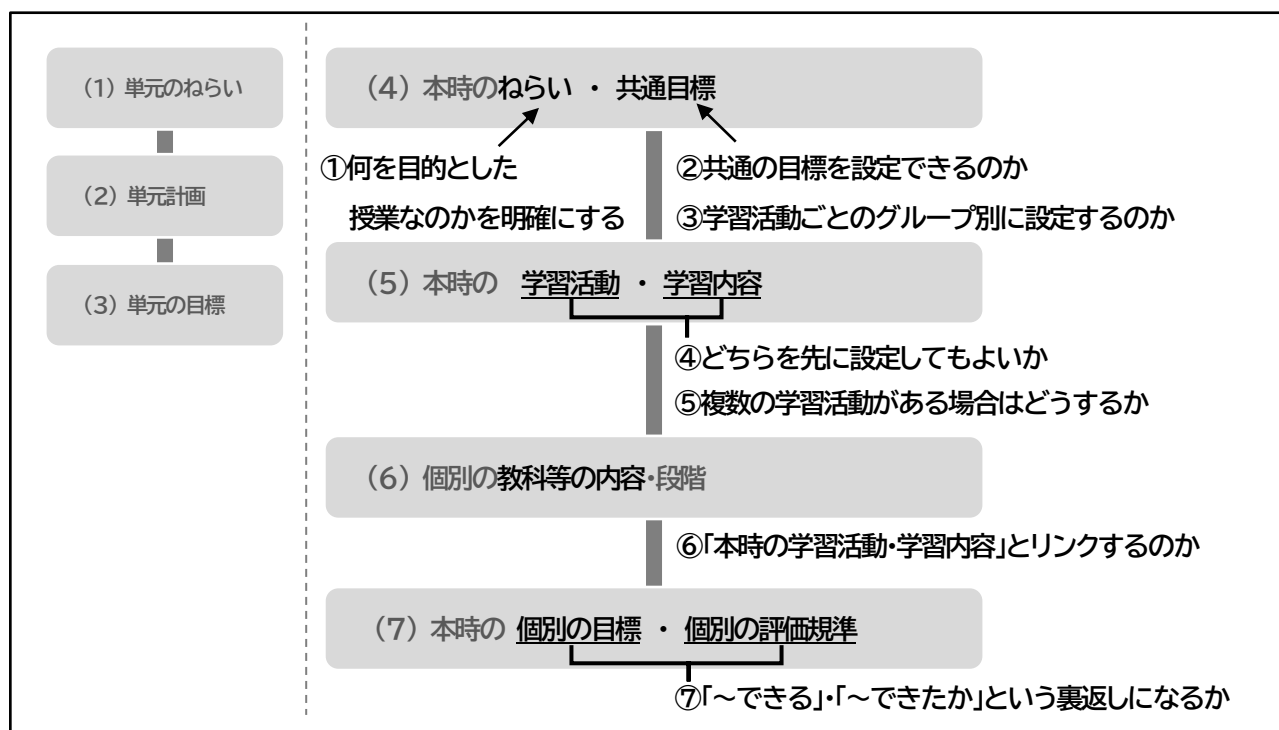 (1) 単元のねらい
(2) 単元計画
(3) 単元の目標
(4) 本時のねらい ・ 共通目標
①何を目的とした
授業なのかを明確にする
②共通の目標を設定できるのか
③学習活動ごとのグループ別に設定するのか
(5) 本時の 学習活動 ・ 学習内容
④どちらを先に設定してもよいか
⑤複数の学習活動がある場合はどうするか
(6) 個別の教科等の内容・段階
⑥「本時の学習活動・学習内容」とリンクするのか
(7) 本時の 個別の目標 ・ 個別の評価規準
⑦「～できる」・「～できたか」という裏返しになるか